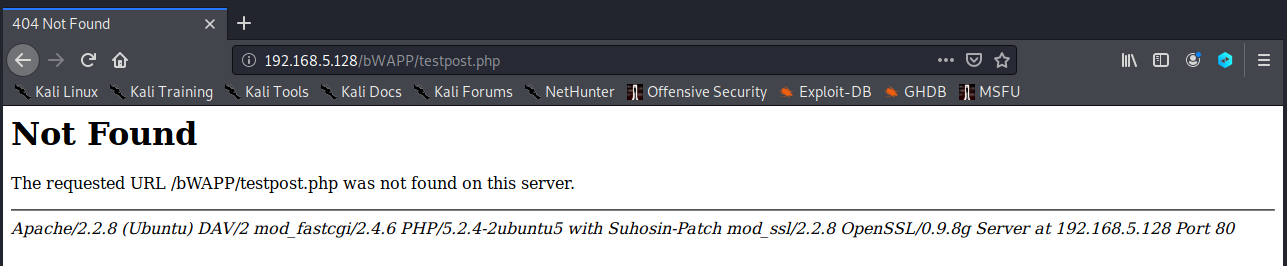 404 Not Found
192.168.5.128/bWAPP/testpost.php
Kali Linux Kali Training Kali Tools Kali Docs Kali Forums NetHunter Offensive Security Exploit-DB GHDB MSFU
Not Found
The requested URL /bWAPP/testpost.php was not found on this server.
Apache/2.2.8 (Ubuntu) DAV/2 mod_fastcgi/2.4.6 PHP/5.2.4-2ubuntu5 with Suhosin-Patch mod_ssl/2.2.8 OpenSSL/0.9.8g Server at 192.168.5.128 Port 80